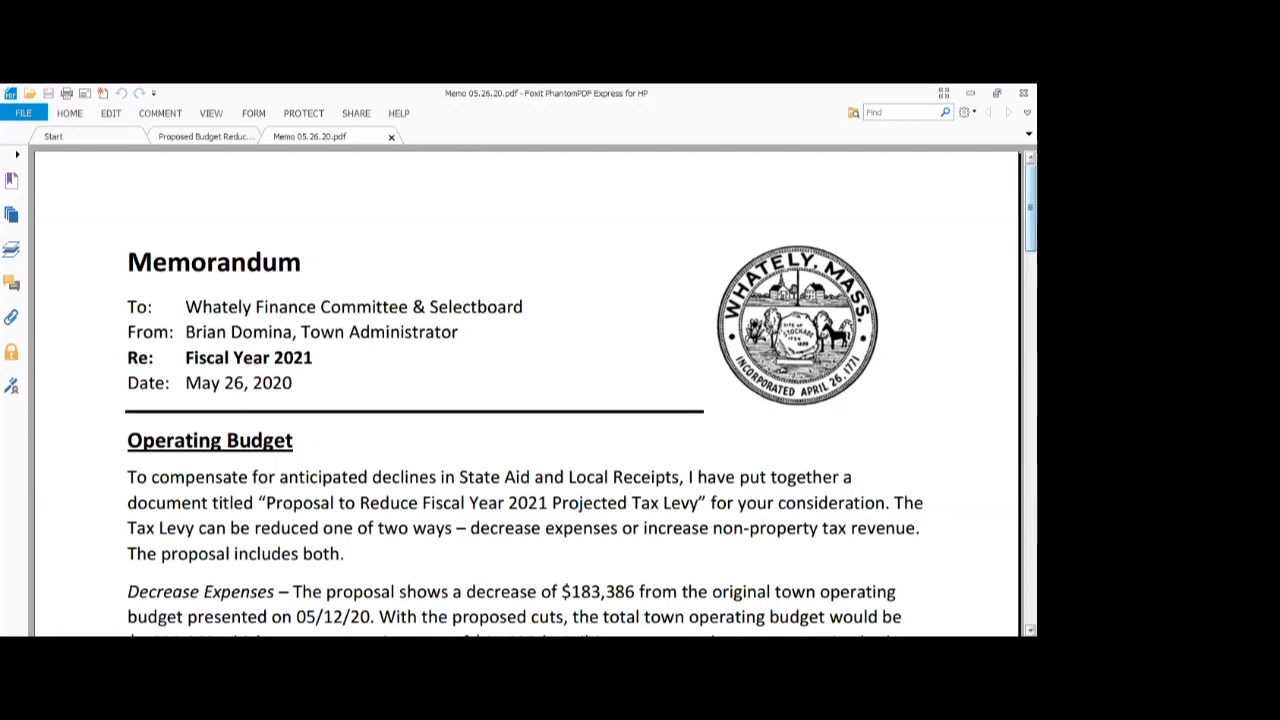 Memo 05.26.20.pdf - Foxit PhantomPDF Express for HP
FILE HOME EDIT COMMENT VIEW FORM PROTECT SHARE HELP
Find
Start
Proposed Budget Reduc...
Memo 05.26.20.pdf
Memorandum
WHATELY, MASS.
SITE OF
STOCKADE
1754
INCORPORATED APRIL 26, 1771
To: Whately Finance Committee & Selectboard
From: Brian Domina, Town Administrator
Re: Fiscal Year 2021
Date: May 26, 2020
Operating Budget
To compensate for anticipated declines in State Aid and Local Receipts, I have put together a
document titled “Proposal to Reduce Fiscal Year 2021 Projected Tax Levy” for your consideration. The
Tax Levy can be reduced one of two ways – decrease expenses or increase non-property tax revenue.
The proposal includes both.
Decrease Expenses – The proposal shows a decrease of $183,386 from the original town operating
budget presented on 05/12/20. With the proposed cuts, the total town operating budget would be